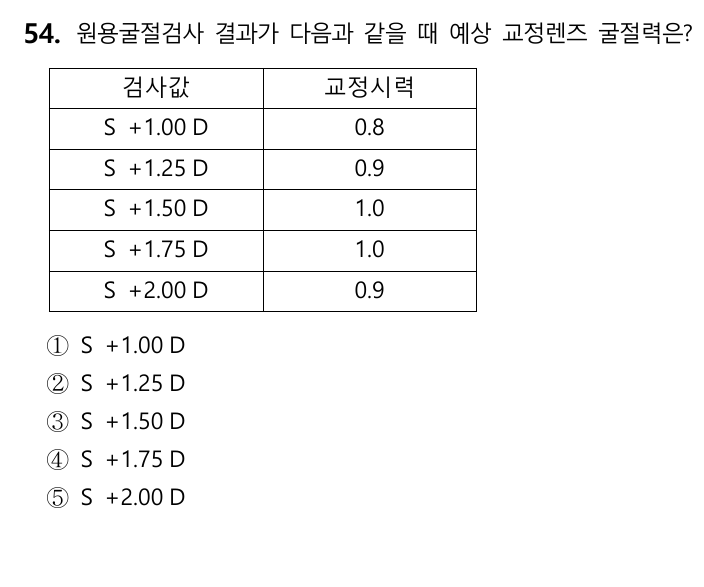 54. 원용굴절검사 결과가 다음과 같을 때 예상 교정렌즈 굴절력은?
검사값 교정시력
S +1.00 D 0.8
S +1.25 D 0.9
S +1.50 D 1.0
S +1.75 D 1.0
S +2.00 D 0.9
① S +1.00 D
② S +1.25 D
③ S +1.50 D
④ S +1.75 D
⑤ S +2.00 D